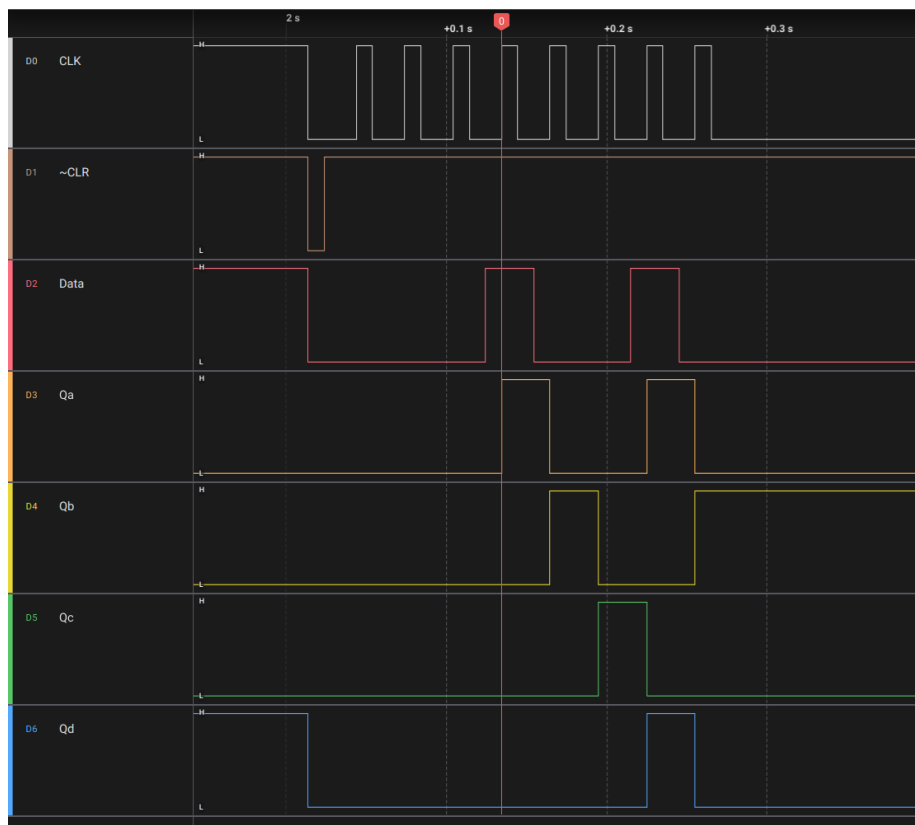 2 s
+0.1 s 0 +0.2 s +0.3 s
D0 CLK H L
D1 ~CLR H L
D2 Data H L
D3 Qa H L
D4 Qb H L
D5 Qc H L
D6 Qd H L